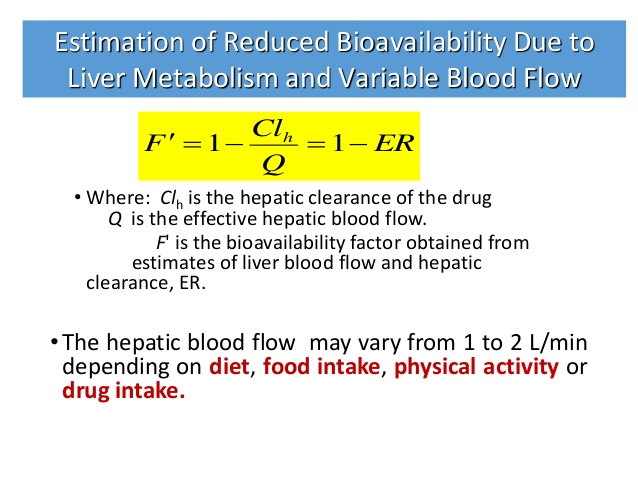 Estimation of Reduced Bioavailability Due to
Liver Metabolism and Variable Blood Flow
F′ = 1 − Clₕ/Q = 1 − ER
• Where: Clₕ is the hepatic clearance of the drug
Q is the effective hepatic blood flow.
F' is the bioavailability factor obtained from
estimates of liver blood flow and hepatic
clearance, ER.
• The hepatic blood flow may vary from 1 to 2 L/min
depending on diet, food intake, physical activity or
drug intake.